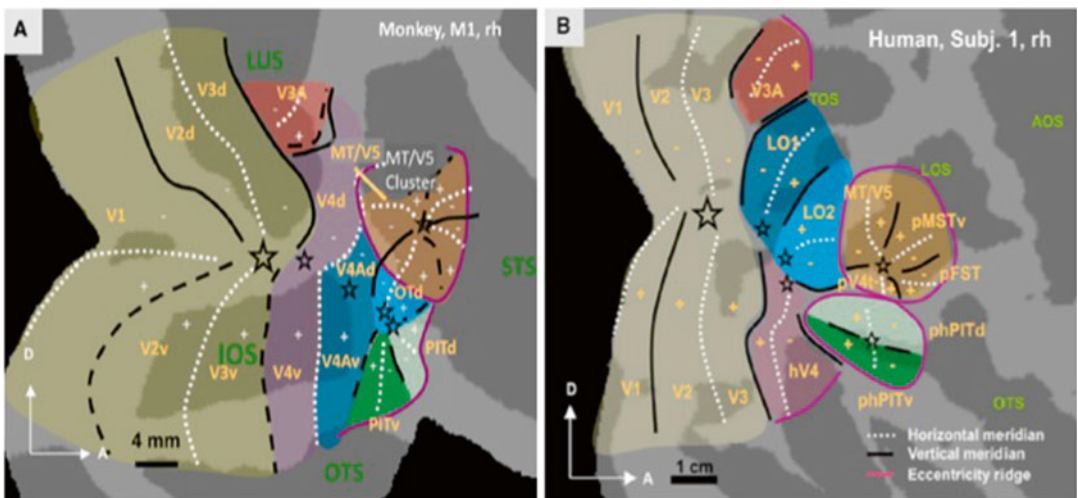 A
Monkey, M1, rh
LUS
V3d
V3A
V2d
MT/V5
MT/V5
Cluster
V4d
V1
STS
V4Ad
OTd
IOS
V2v
V3v
V4v
V4Av
PITd
PITv
D
A
4 mm
OTS
B
Human, Subj. 1, rh
V1
V2
V3
V3A
TOS
AOS
LO1
LOS
LO2
MT/V5
pMSTv
pV4t
pFST
phPITd
hV4
V1
V2
V3
phPITv
OTS
D
A
1 cm
Horizontal meridian
Vertical meridian
Eccentricity ridge